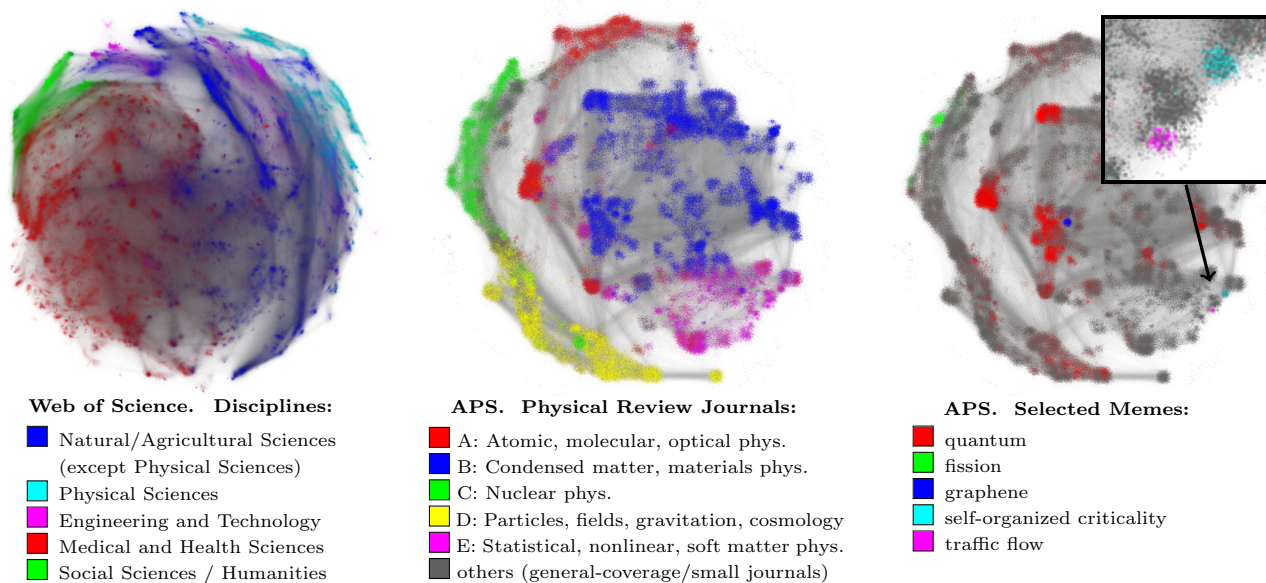 Web of Science. Disciplines:
Natural/Agricultural Sciences
(except Physical Sciences)
Physical Sciences
Engineering and Technology
Medical and Health Sciences
Social Sciences / Humanities
APS. Physical Review Journals:
A: Atomic, molecular, optical phys.
B: Condensed matter, materials phys.
C: Nuclear phys.
D: Particles, fields, gravitation, cosmology
E: Statistical, nonlinear, soft matter phys.
others (general-coverage/small journals)
APS. Selected Memes:
quantum
fission
graphene
self-organized criticality
traffic flow